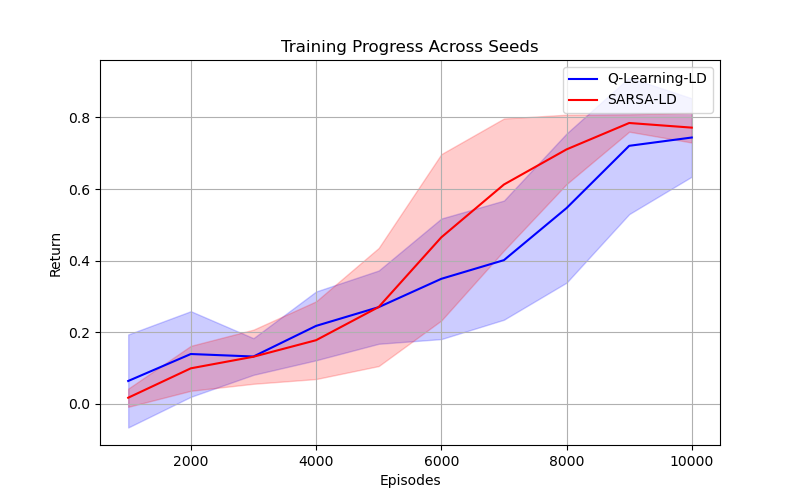 Training Progress Across Seeds
Q-Learning-LD
SARSA-LD
Return
0.8
0.6
0.4
0.2
0.0
2000 4000 6000 8000 10000
Episodes